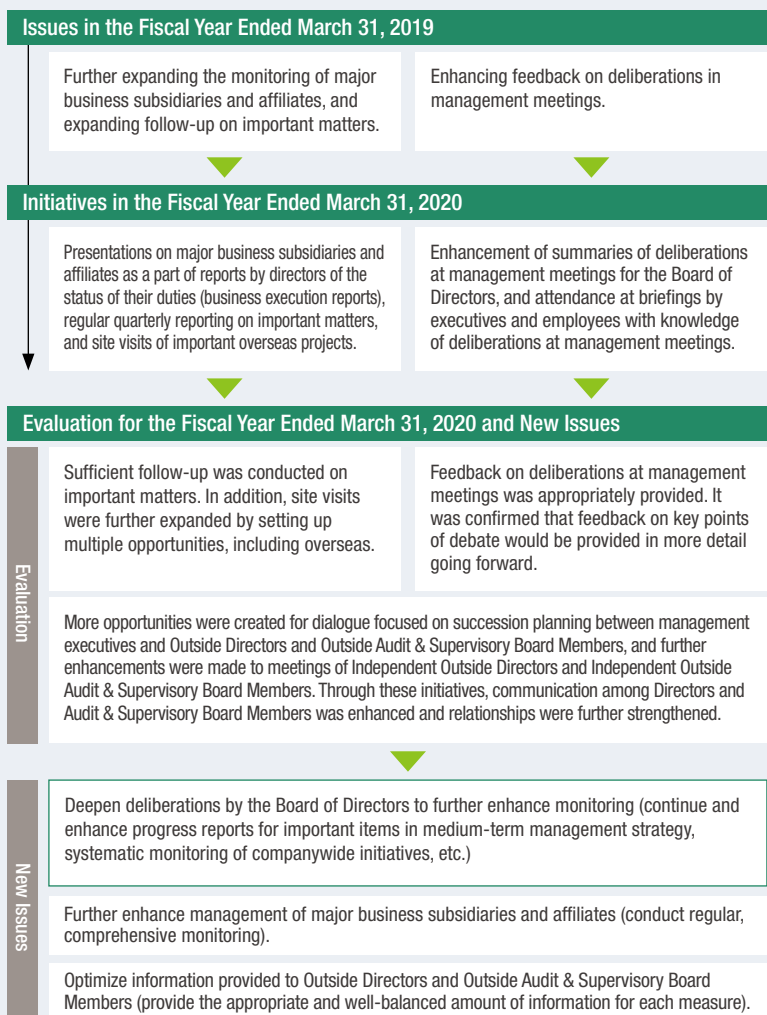 Issues in the Fiscal Year Ended March 31, 2019
Further expanding the monitoring of major
business subsidiaries and affiliates, and
expanding follow-up on important matters.
Enhancing feedback on deliberations in
management meetings.
Initiatives in the Fiscal Year Ended March 31, 2020
Presentations on major business subsidiaries and
affiliates as a part of reports by directors of the
status of their duties (business execution reports),
regular quarterly reporting on important matters,
and site visits of important overseas projects.
Enhancement of summaries of deliberations
at management meetings for the Board of
Directors, and attendance at briefings by
executives and employees with knowledge
of deliberations at management meetings.
Evaluation for the Fiscal Year Ended March 31, 2020 and New Issues
Evaluation
Sufficient follow-up was conducted on
important matters. In addition, site visits
were further expanded by setting up
multiple opportunities, including overseas.
Feedback on deliberations at management
meetings was appropriately provided. It
was confirmed that feedback on key points
of debate would be provided in more detail
going forward.
More opportunities were created for dialogue focused on succession planning between management
executives and Outside Directors and Outside Audit & Supervisory Board Members, and further
enhancements were made to meetings of Independent Outside Directors and Independent Outside
Audit & Supervisory Board Members. Through these initiatives, communication among Directors and
Audit & Supervisory Board Members was enhanced and relationships were further strengthened.
New Issues
Deepen deliberations by the Board of Directors to further enhance monitoring (continue and
enhance progress reports for important items in medium-term management strategy,
systematic monitoring of companywide initiatives, etc.)
Further enhance management of major business subsidiaries and affiliates (conduct regular,
comprehensive monitoring).
Optimize information provided to Outside Directors and Outside Audit & Supervisory Board
Members (provide the appropriate and well-balanced amount of information for each measure).